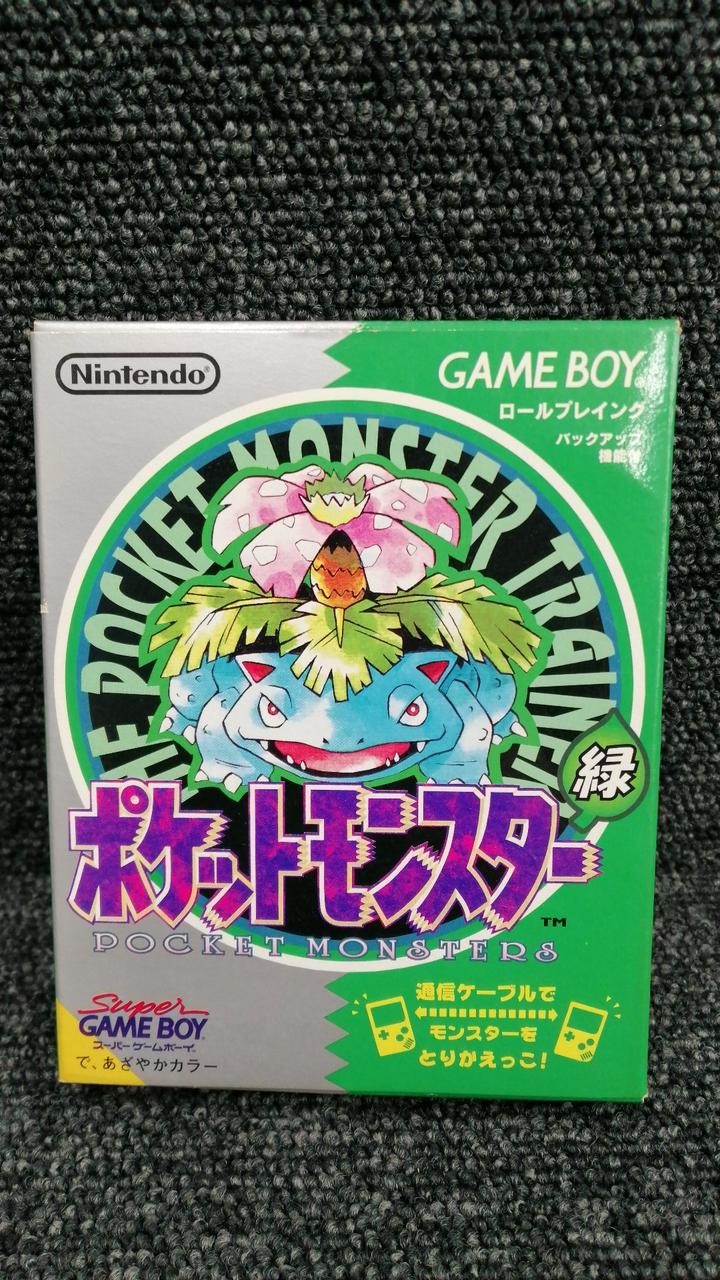 Nintendo®
GAME BOY
ロールプレイング
バックアップ
機能付
POCKET MONSTER TRAINER
緑
ポケットモンスター
TM
POCKET MONSTERS
Super
GAME BOY
スーパーゲームボーイ
で、あざやかカラー
通信ケーブルで
モンスターを
とりかえっこ!